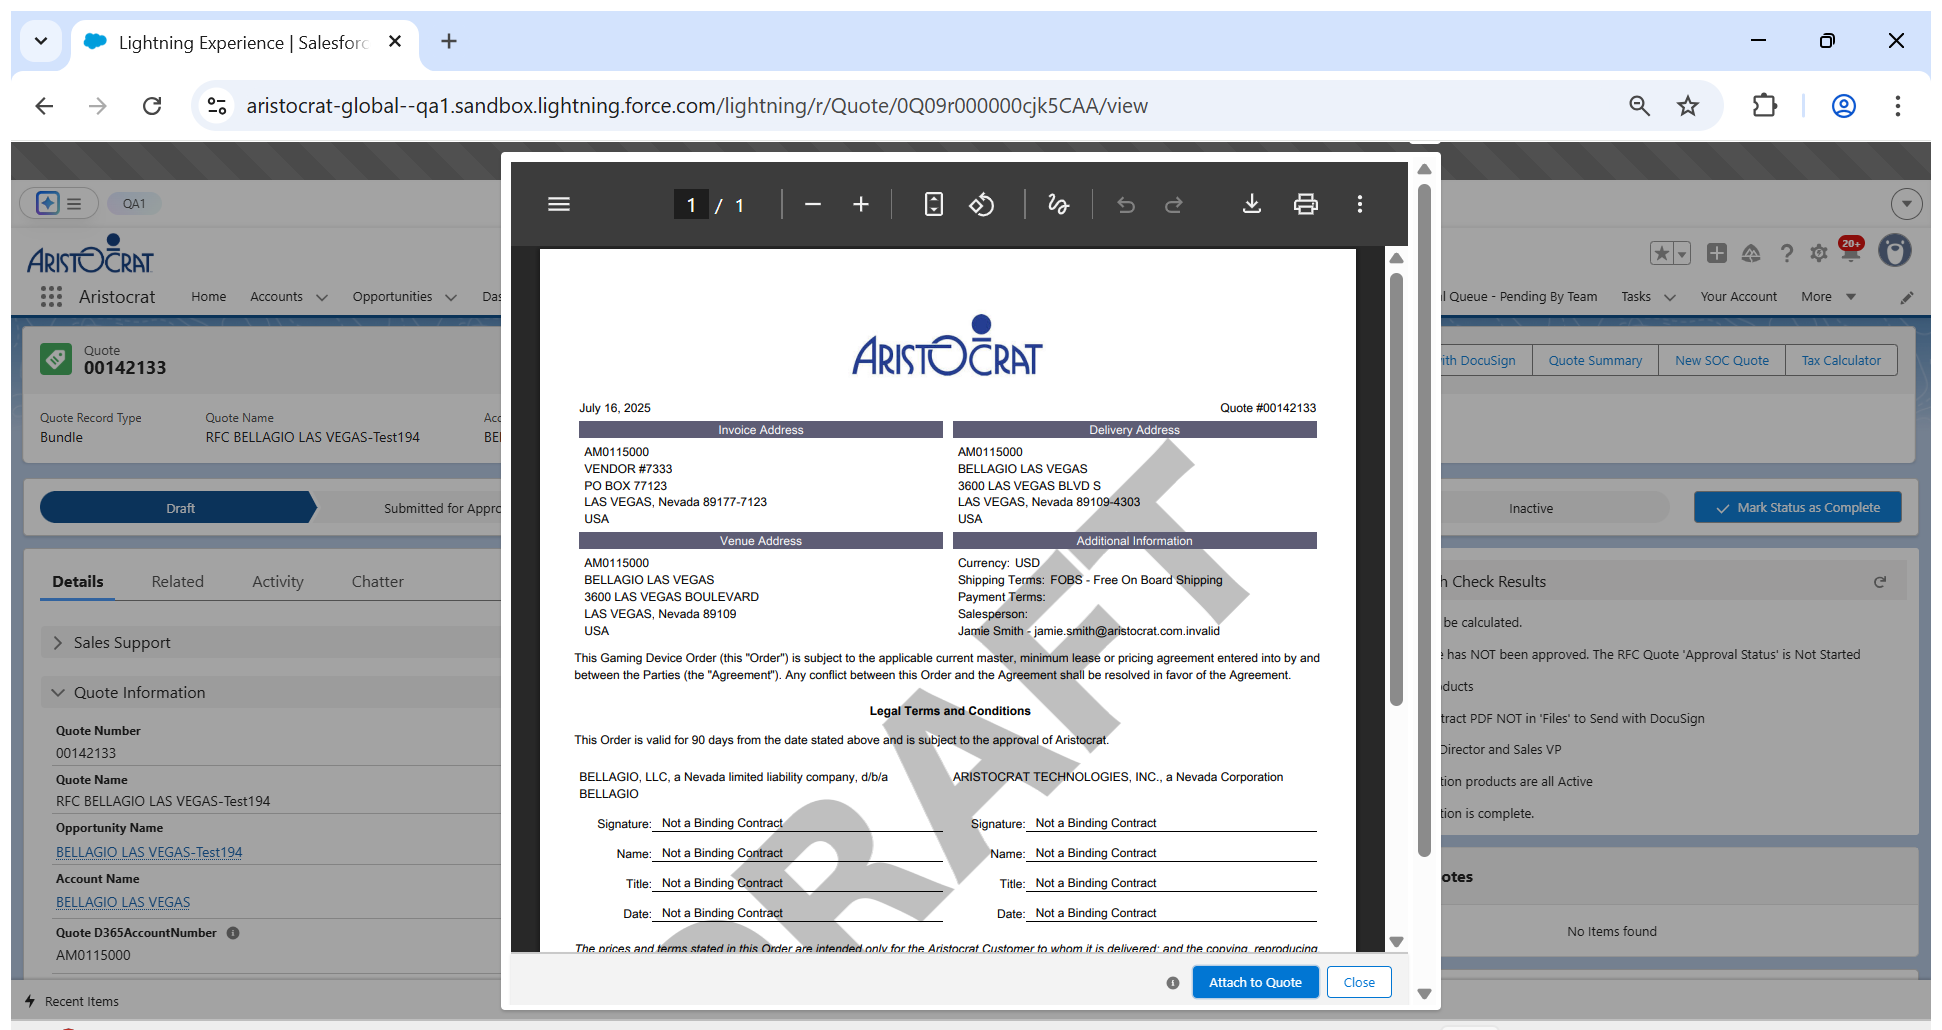 Lightning Experience | Salesforc
aristocrat-global--qa1.sandbox.lightning.force.com/lightning/r/Quote/0Q09r000000cjk5CAA/view
QA1
ARISTOCRAT
20+
Aristocrat
Home
Accounts
Opportunities
Das
l Queue - Pending By Team
Tasks
Your Account
More
Quote
00142133
ith DocuSign
Quote Summary
New SOC Quote
Tax Calculator
Quote Record Type
Bundle
Quote Name
RFC BELLAGIO LAS VEGAS-Test194
Acc
BEI
Draft
Submitted for Appro
Inactive
Mark Status as Complete
Details
Related
Activity
Chatter
Sales Support
Quote Information
Quote Number
00142133
Quote Name
RFC BELLAGIO LAS VEGAS-Test194
Opportunity Name
BELLAGIO LAS VEGAS-Test194
Account Name
BELLAGIO LAS VEGAS
Quote D365AccountNumber
AM0115000
Recent Items
1 / 1
ARISTOCRAT
July 16, 2025
Quote #00142133
Invoice Address
AM0115000
VENDOR #7333
PO BOX 77123
LAS VEGAS, Nevada 89177-7123
USA
Delivery Address
AM0115000
BELLAGIO LAS VEGAS
3600 LAS VEGAS BLVD S
LAS VEGAS, Nevada 89109-4303
USA
Venue Address
AM0115000
BELLAGIO LAS VEGAS
3600 LAS VEGAS BOULEVARD
LAS VEGAS, Nevada 89109
USA
Additional Information
Currency: USD
Shipping Terms: FOBS - Free On Board Shipping
Payment Terms:
Salesperson:
Jamie Smith - jamie.smith@aristocrat.com.invalid
This Gaming Device Order (this "Order") is subject to the applicable current master, minimum lease or pricing agreement entered into by and
between the Parties (the "Agreement"). Any conflict between this Order and the Agreement shall be resolved in favor of the Agreement.
Legal Terms and Conditions
This Order is valid for 90 days from the date stated above and is subject to the approval of Aristocrat.
BELLAGIO, LLC, a Nevada limited liability company, d/b/a
BELLAGIO
ARISTOCRAT TECHNOLOGIES, INC., a Nevada Corporation
Signature: Not a Binding Contract
Name: Not a Binding Contract
Title: Not a Binding Contract
Date: Not a Binding Contract
Signature: Not a Binding Contract
Name: Not a Binding Contract
Title: Not a Binding Contract
Date: Not a Binding Contract
DRAFT
The prices and terms stated in this Order are intended only for the Aristocrat Customer to whom it is delivered; and the copying, reproducing
Attach to Quote
Close
h Check Results
be calculated.
e has NOT been approved. The RFC Quote 'Approval Status' is Not Started
ducts
tract PDF NOT in 'Files' to Send with DocuSign
Director and Sales VP
tion products are all Active
tion is complete.
otes
No Items found